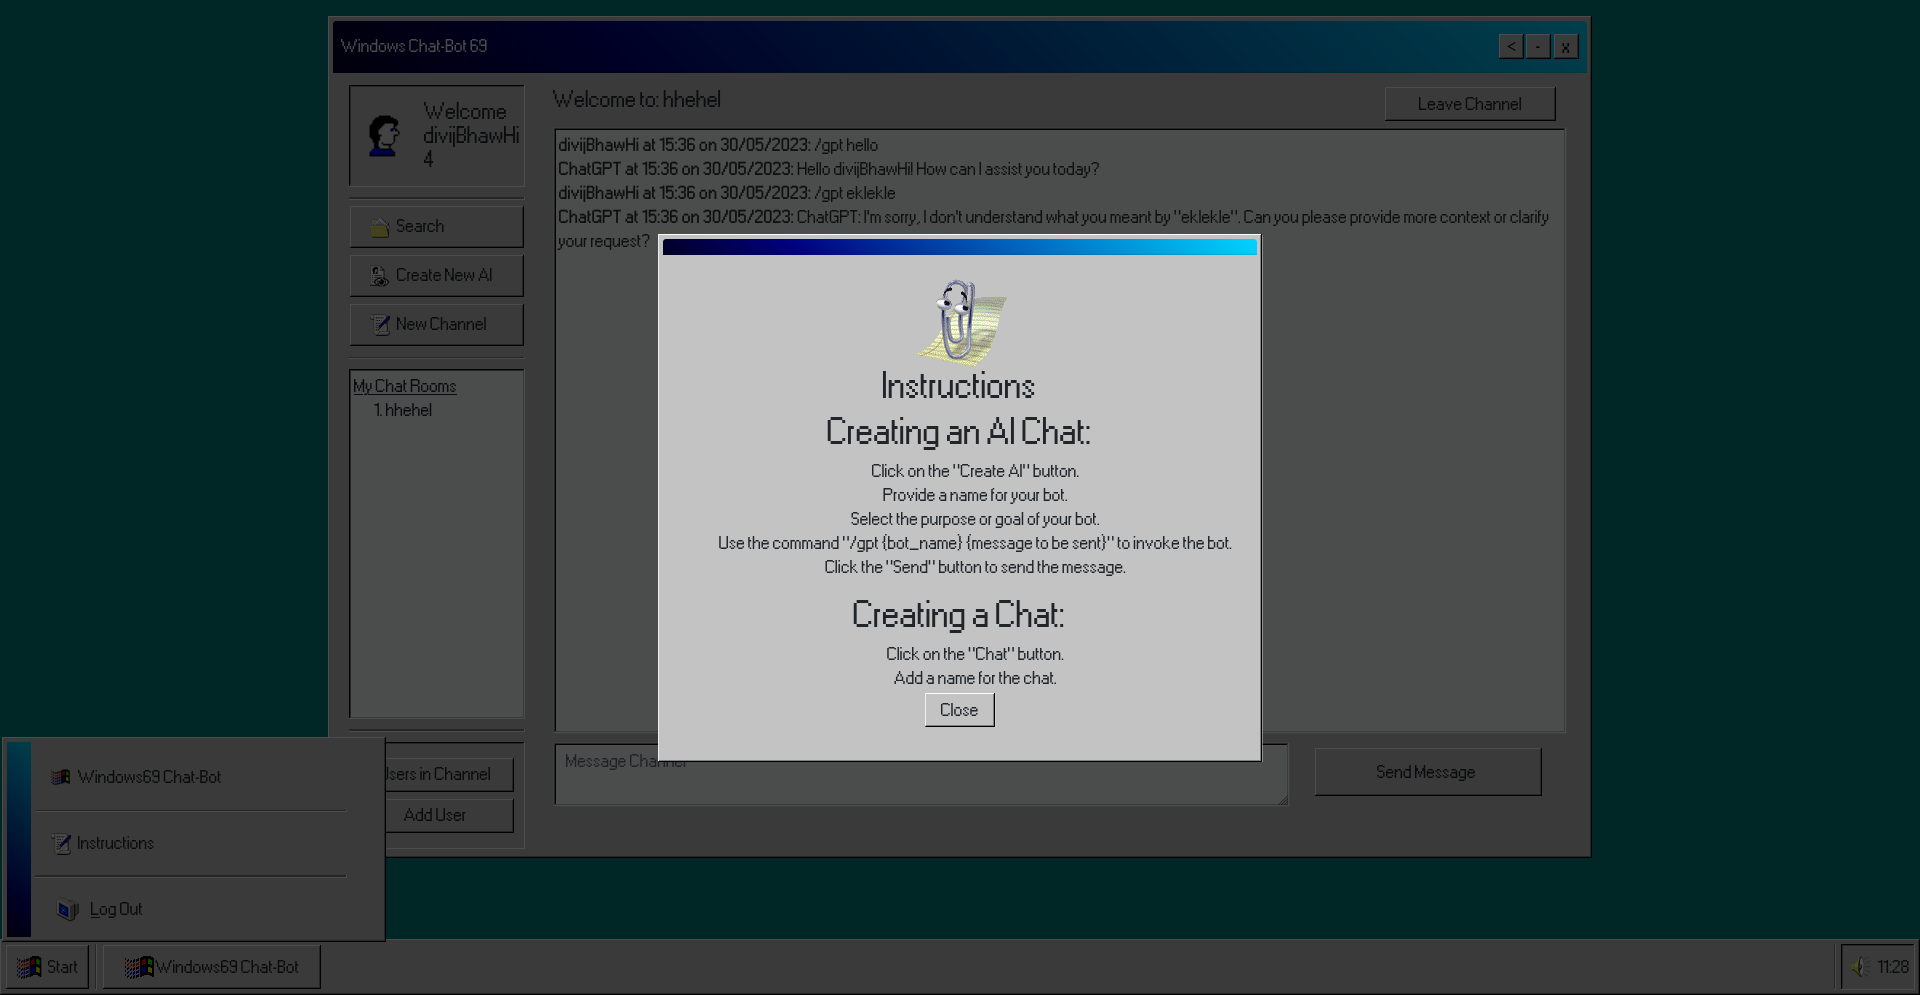 Windows Chat-Bot 69
< - x
Welcome
divijBhawHi
4
Search
Create New AI
New Channel
My Chat Rooms
1. hhehel
Welcome to: hhehel
Leave Channel
divijBhawHi at 15:36 on 30/05/2023: /gpt hello
ChatGPT at 15:36 on 30/05/2023: Hello divijBhawHi! How can I assist you today?
divijBhawHi at 15:36 on 30/05/2023: /gpt eklekle
ChatGPT at 15:36 on 30/05/2023: ChatGPT: I'm sorry, I don't understand what you meant by "eklekle". Can you please provide more context or clarify
your request?
Instructions
Creating an AI Chat:
Click on the "Create AI" button.
Provide a name for your bot.
Select the purpose or goal of your bot.
Use the command "/gpt {bot_name} {message to be sent}" to invoke the bot.
Click the "Send" button to send the message.
Creating a Chat:
Click on the "Chat" button.
Add a name for the chat.
Close
Message Channel
Send Message
sers in Channel
Add User
Windows69 Chat-Bot
Instructions
Log Out
Start
Windows69 Chat-Bot
11:28